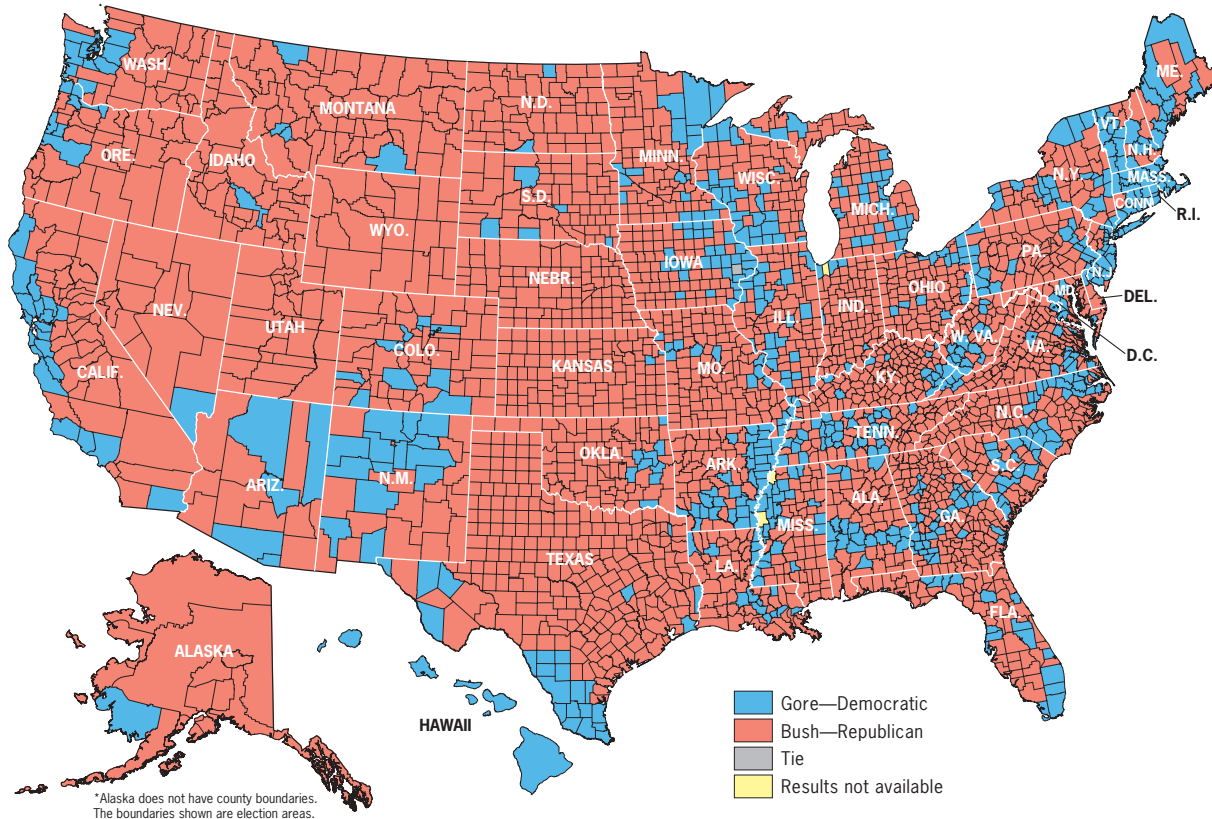 WASH.
MONTANA
N.D.
ME.
ORE.
IDAHO
MINN.
VT.
N.H.
S.D.
WISC.
MICH.
N.Y.
MASS.
CONN.
R.I.
WYO.
IOWA
PA.
N.J.
NEV.
NEBR.
OHIO
MD.
DEL.
UTAH
COLO.
ILL.
IND.
W. VA.
VA.
D.C.
CALIF.
KANSAS
MO.
KY.
N.C.
TENN.
ARIZ.
N.M.
OKLA.
ARK.
S.C.
MISS.
ALA.
GA.
TEXAS
LA.
FLA.
ALASKA
HAWAII
Gore—Democratic
Bush—Republican
Tie
Results not available
*Alaska does not have county boundaries.
The boundaries shown are election areas.